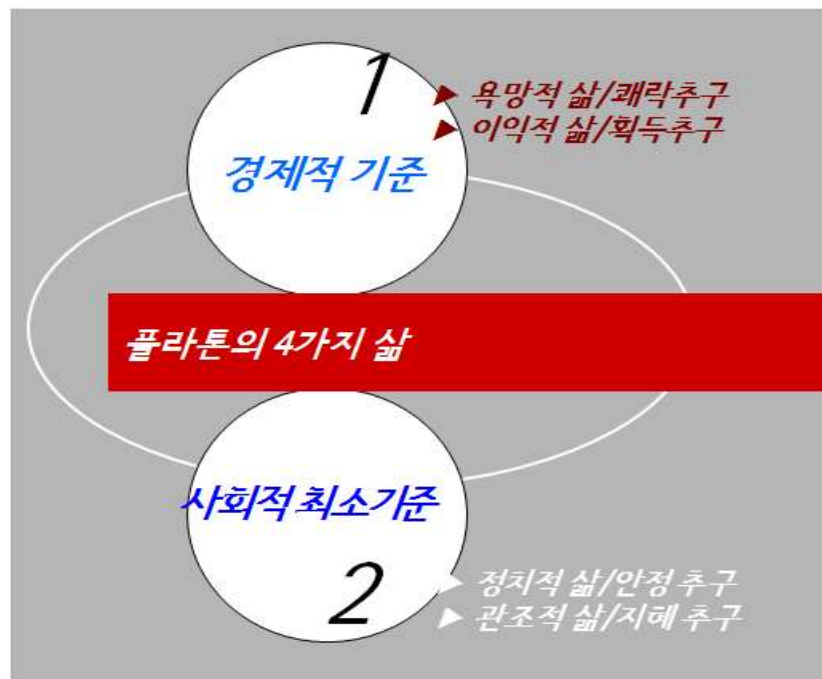 1
▶ 욕망적 삶/쾌락추구
▶ 이익적 삶/획득추구
경제적 기준
플라톤의 4가지 삶
사회적 최소기준
2
▶ 정치적 삶/안정 추구
▶ 관조적 삶/지혜 추구